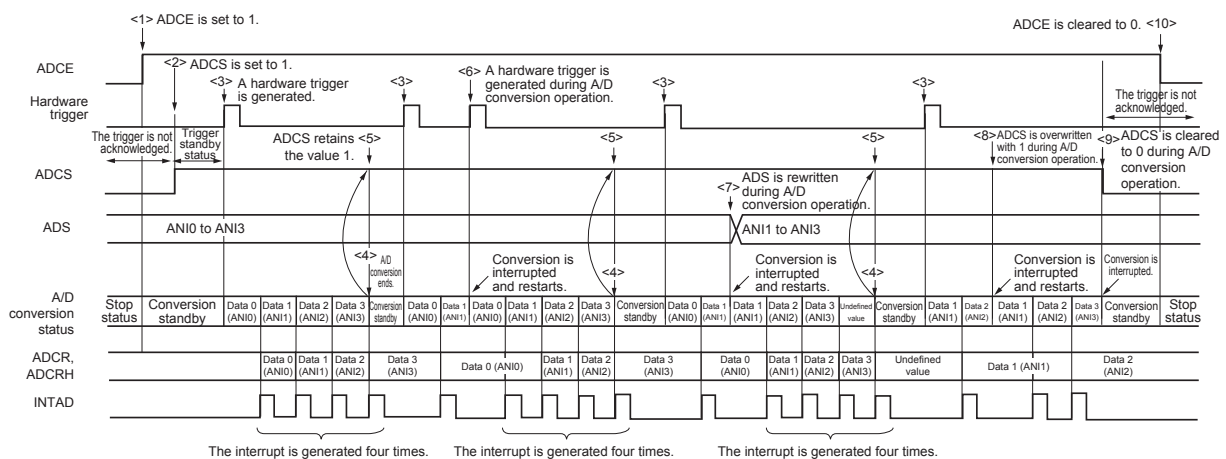 <1> ADCE is set to 1.
ADCE is cleared to 0. <10>
ADCE
<2> ADCS is set to 1.
<3> A hardware trigger
is generated.
<3>
<6> A hardware trigger is
generated during A/D
conversion operation.
<3>
<3>
The trigger is not
acknowledged.
Hardware
trigger
The trigger is not
acknowledged.
Trigger
standby
status
ADCS retains <5>
the value 1.
<5>
<5>
<8> ADCS is overwritten
with 1 during A/D
conversion operation.
<9> ADCS is cleared
to 0 during A/D
conversion
operation.
ADCS
<7> ADS is rewritten
during A/D
conversion operation.
ADS
ANI0 to ANI3
ANI1 to ANI3
<4> A/D
conversion
ends.
Conversion is
interrupted
and restarts.
<4>
Conversion is
interrupted
and restarts.
<4>
Conversion is
interrupted
and restarts.
Conversion is
interrupted.
A/D
conversion
status
Stop
status
Conversion
standby
Data 0
(ANI0)
Data 1
(ANI1)
Data 2
(ANI2)
Data 3
(ANI3)
Conversion
standby
Data 0
(ANI0)
Data 1
(ANI1)
Data 0
(ANI0)
Data 1
(ANI1)
Data 2
(ANI2)
Data 3
(ANI3)
Conversion
standby
Data 0
(ANI0)
Data 1
(ANI1)
Data 1
(ANI1)
Data 2
(ANI2)
Data 3
(ANI3)
Undefined
value
Conversion
standby
Data 1
(ANI1)
Data 2
(ANI2)
Data 1
(ANI1)
Data 2
(ANI2)
Data 3
(ANI3)
Conversion
standby
Stop
status
ADCR,
ADCRH
Data 0
(ANI0)
Data 1
(ANI1)
Data 2
(ANI2)
Data 3
(ANI3)
Data 0 (ANI0)
Data 1
(ANI1)
Data 2
(ANI2)
Data 3
(ANI3)
Data 0
(ANI0)
Data 1
(ANI1)
Data 2
(ANI2)
Data 3
(ANI3)
Undefined
value
Data 1 (ANI1)
Data 2
(ANI2)
INTAD
The interrupt is generated four times.
The interrupt is generated four times.
The interrupt is generated four times.